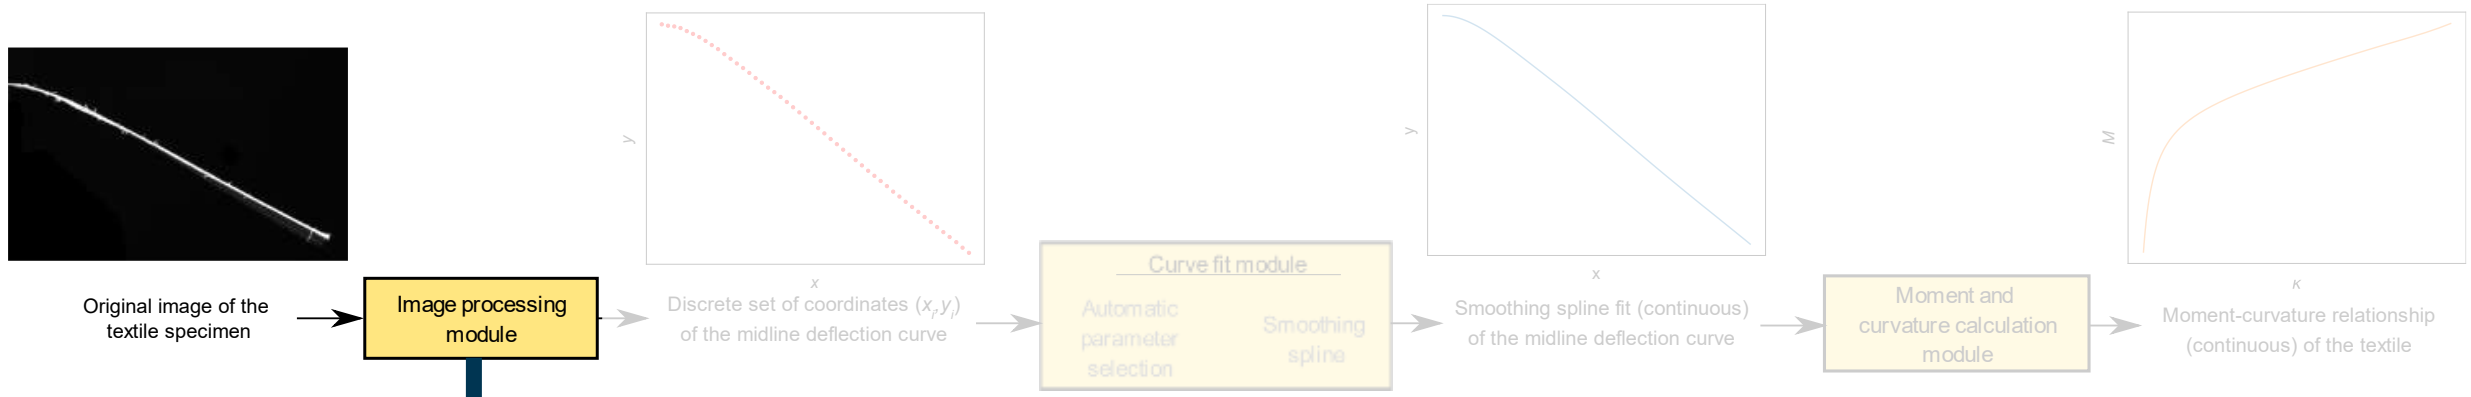 y
x
y
x
M
κ
Original image of the
textile specimen
Image processing
module
Discrete set of coordinates (xᵢ,yᵢ)
of the midline deflection curve
Curve fit module
Automatic
parameter
selection
Smoothing
spline
Smoothing spline fit (continuous)
of the midline deflection curve
Moment and
curvature calculation
module
Moment-curvature relationship
(continuous) of the textile